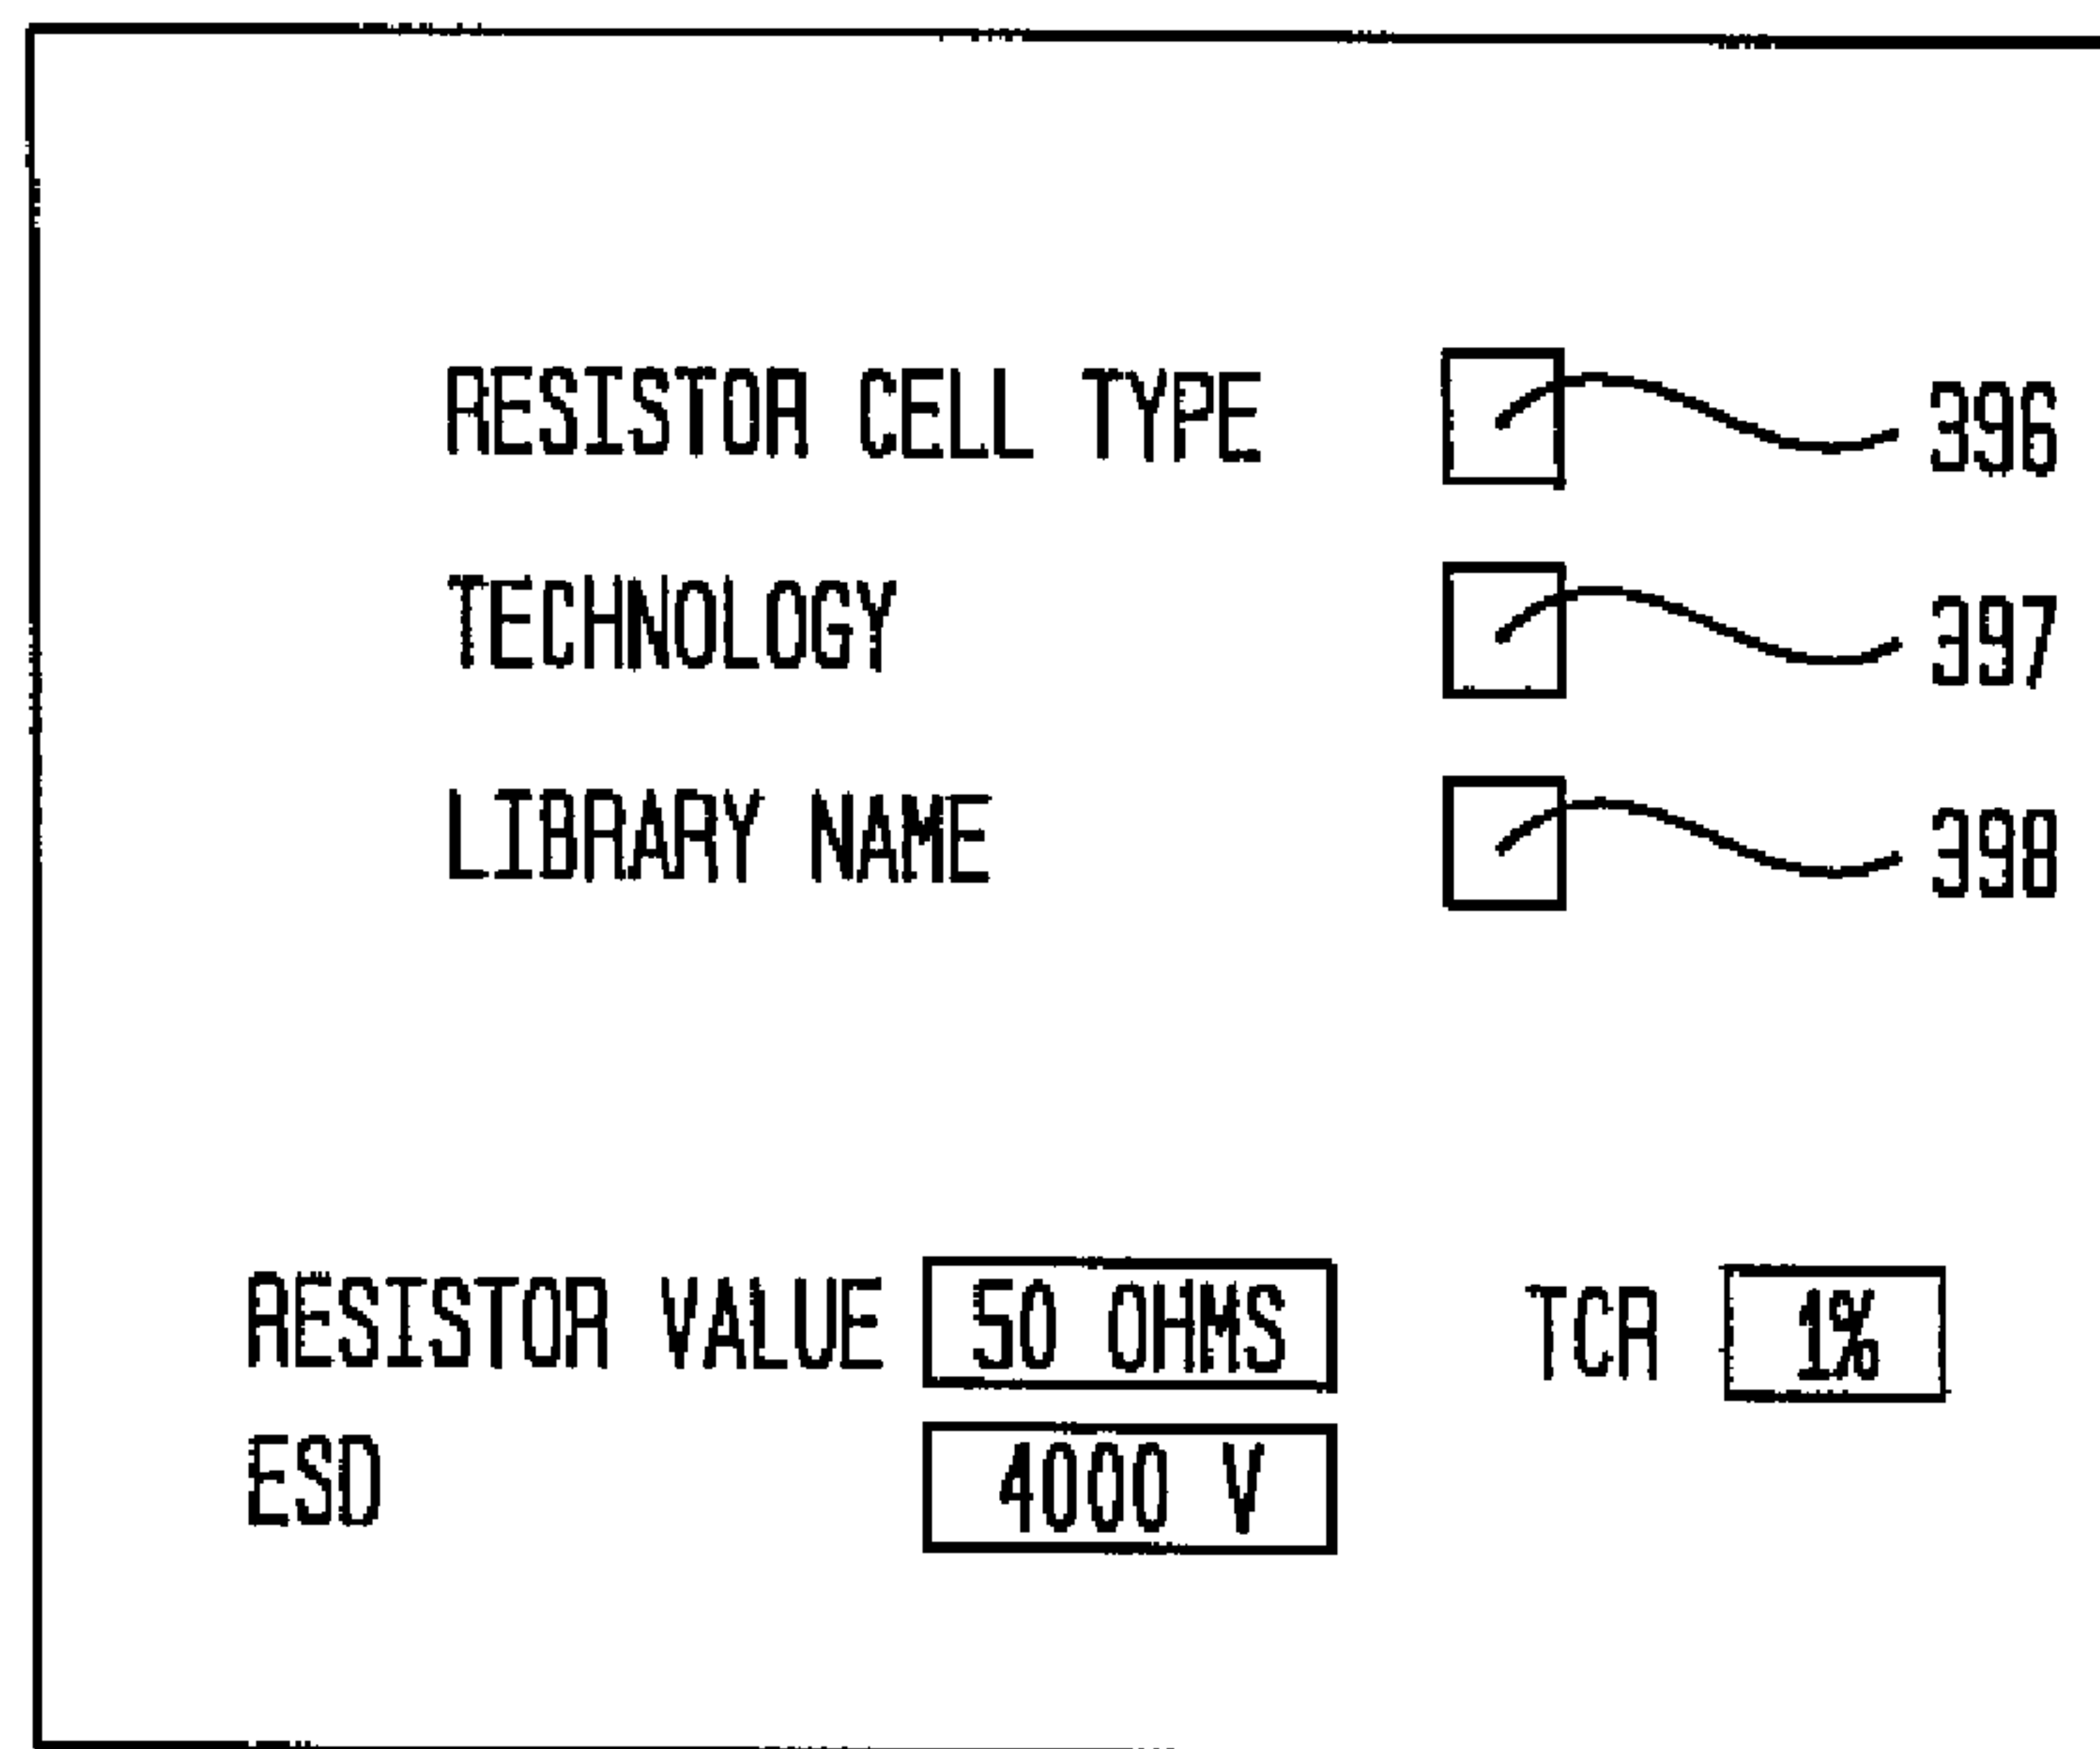 RESISTOR CELL TYPE 396
TECHNOLOGY 397
LIBRARY NAME 398
RESISTOR VALUE 50 OHMS TCR 1%
ESD 4000 V